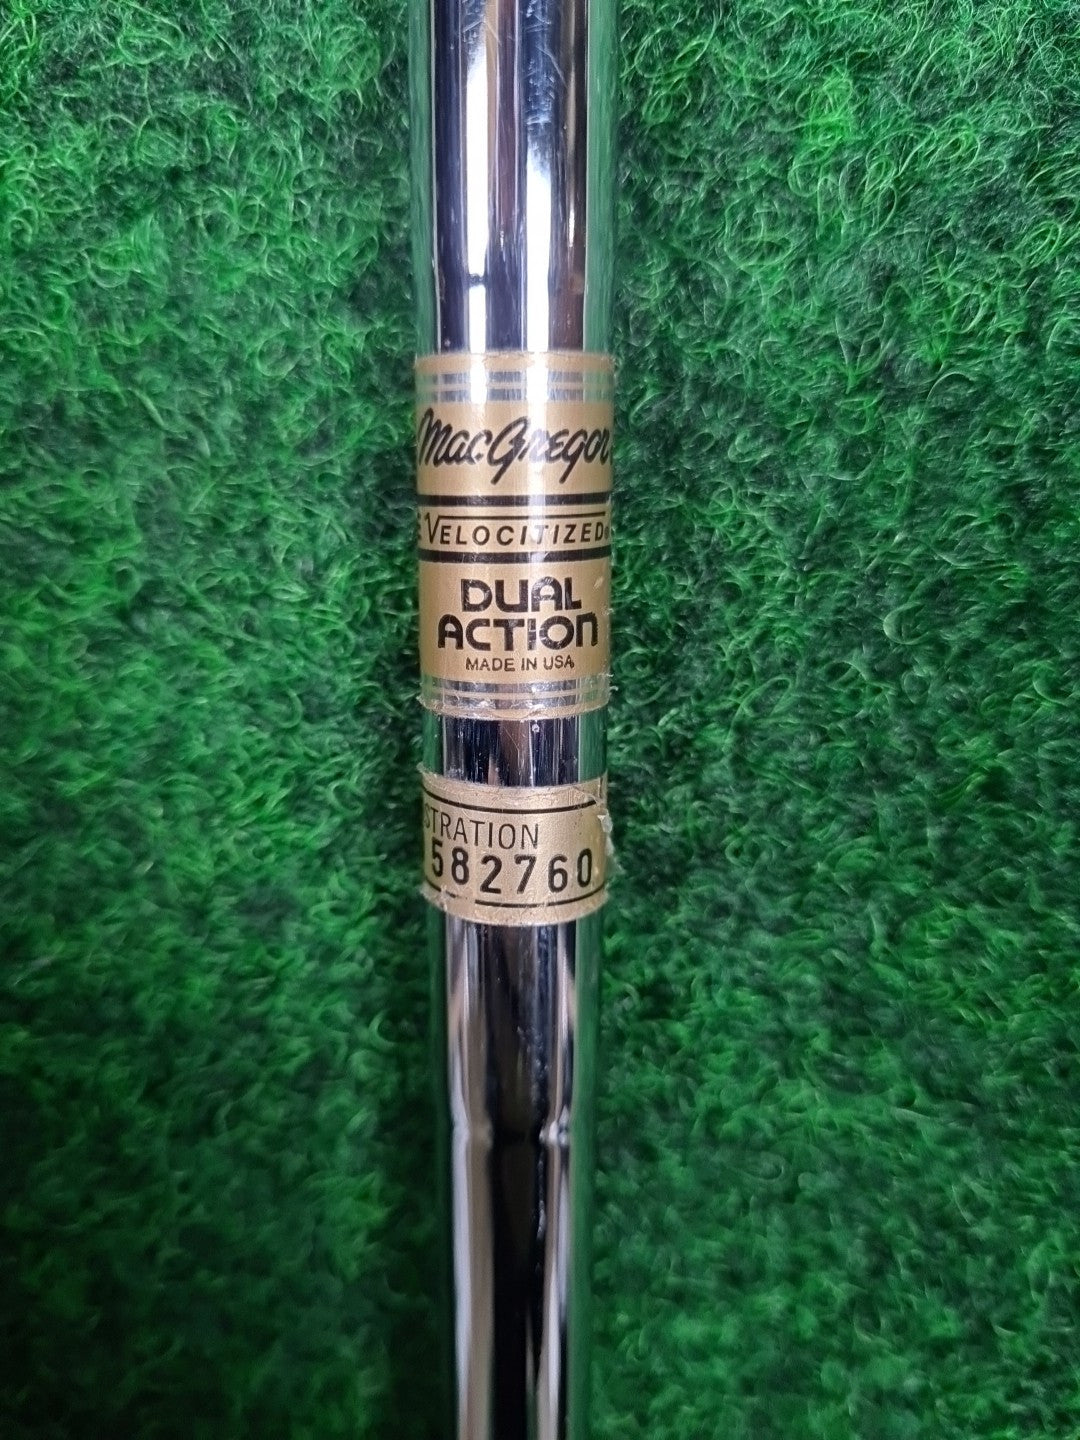 MacGregor
VELOCITIZED
DUAL
ACTION
MADE IN USA
STRATION
582760